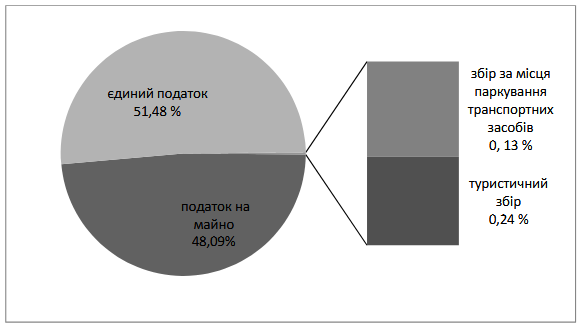 єдиний податок
51,48 %
податок на
майно
48,09%
збір за місця
паркування
транспортних
засобів
0, 13 %
туристичний
збір
0,24 %